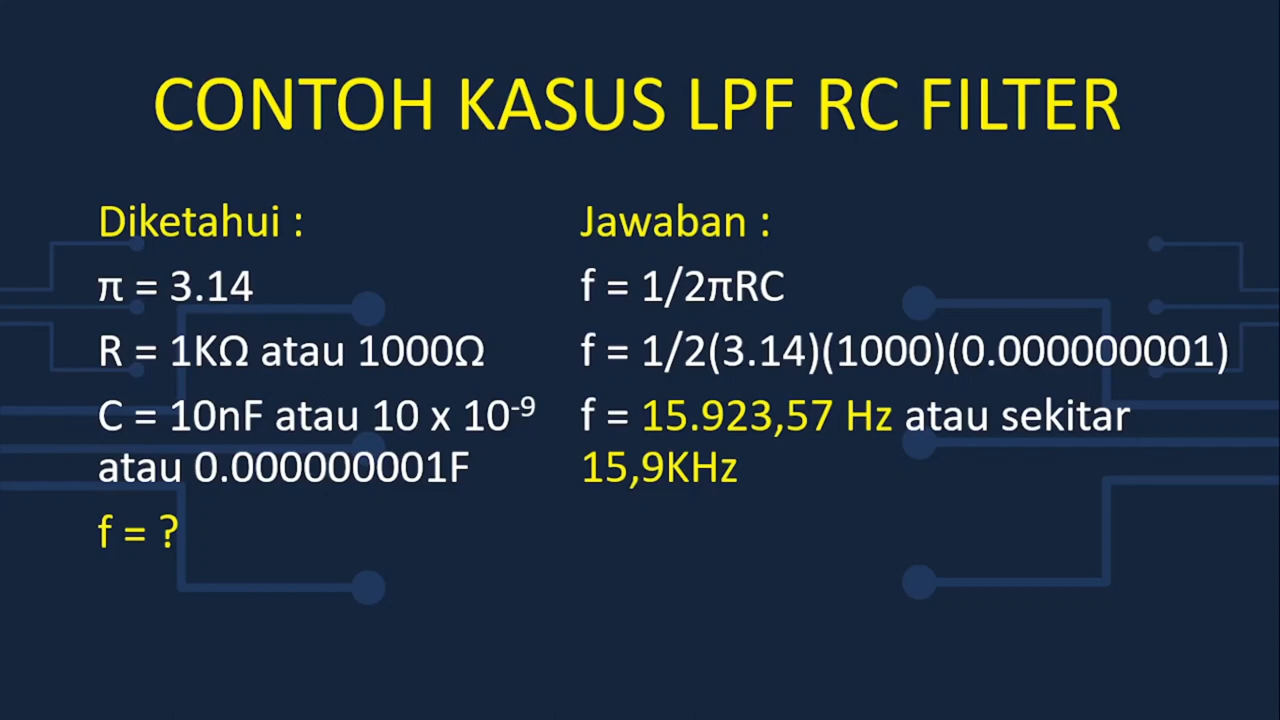 CONTOH KASUS LPF RC FILTER
Diketahui :
π = 3.14
R = 1KΩ atau 1000Ω
C = 10nF atau 10 x 10⁻⁹
atau 0.000000001F
f = ?
Jawaban :
f = 1/2πRC
f = 1/2(3.14)(1000)(0.000000001)
f = 15.923,57 Hz atau sekitar
15,9KHz